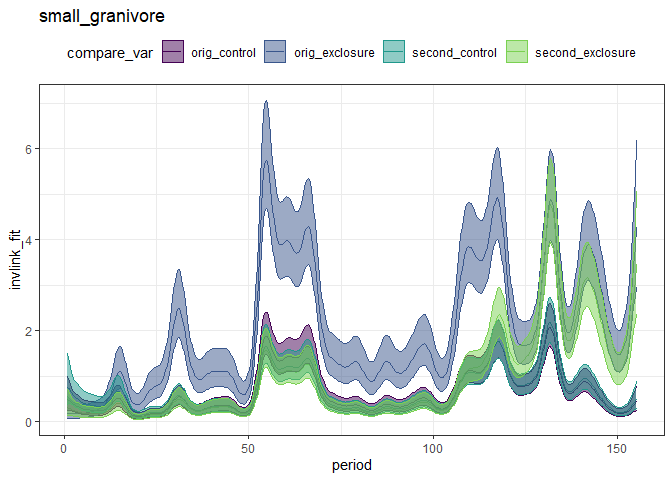 small_granivore
compare_var orig_control orig_exclosure second_control second_exclosure
invlink_fit
6
4
2
0
0 50 100 150
period